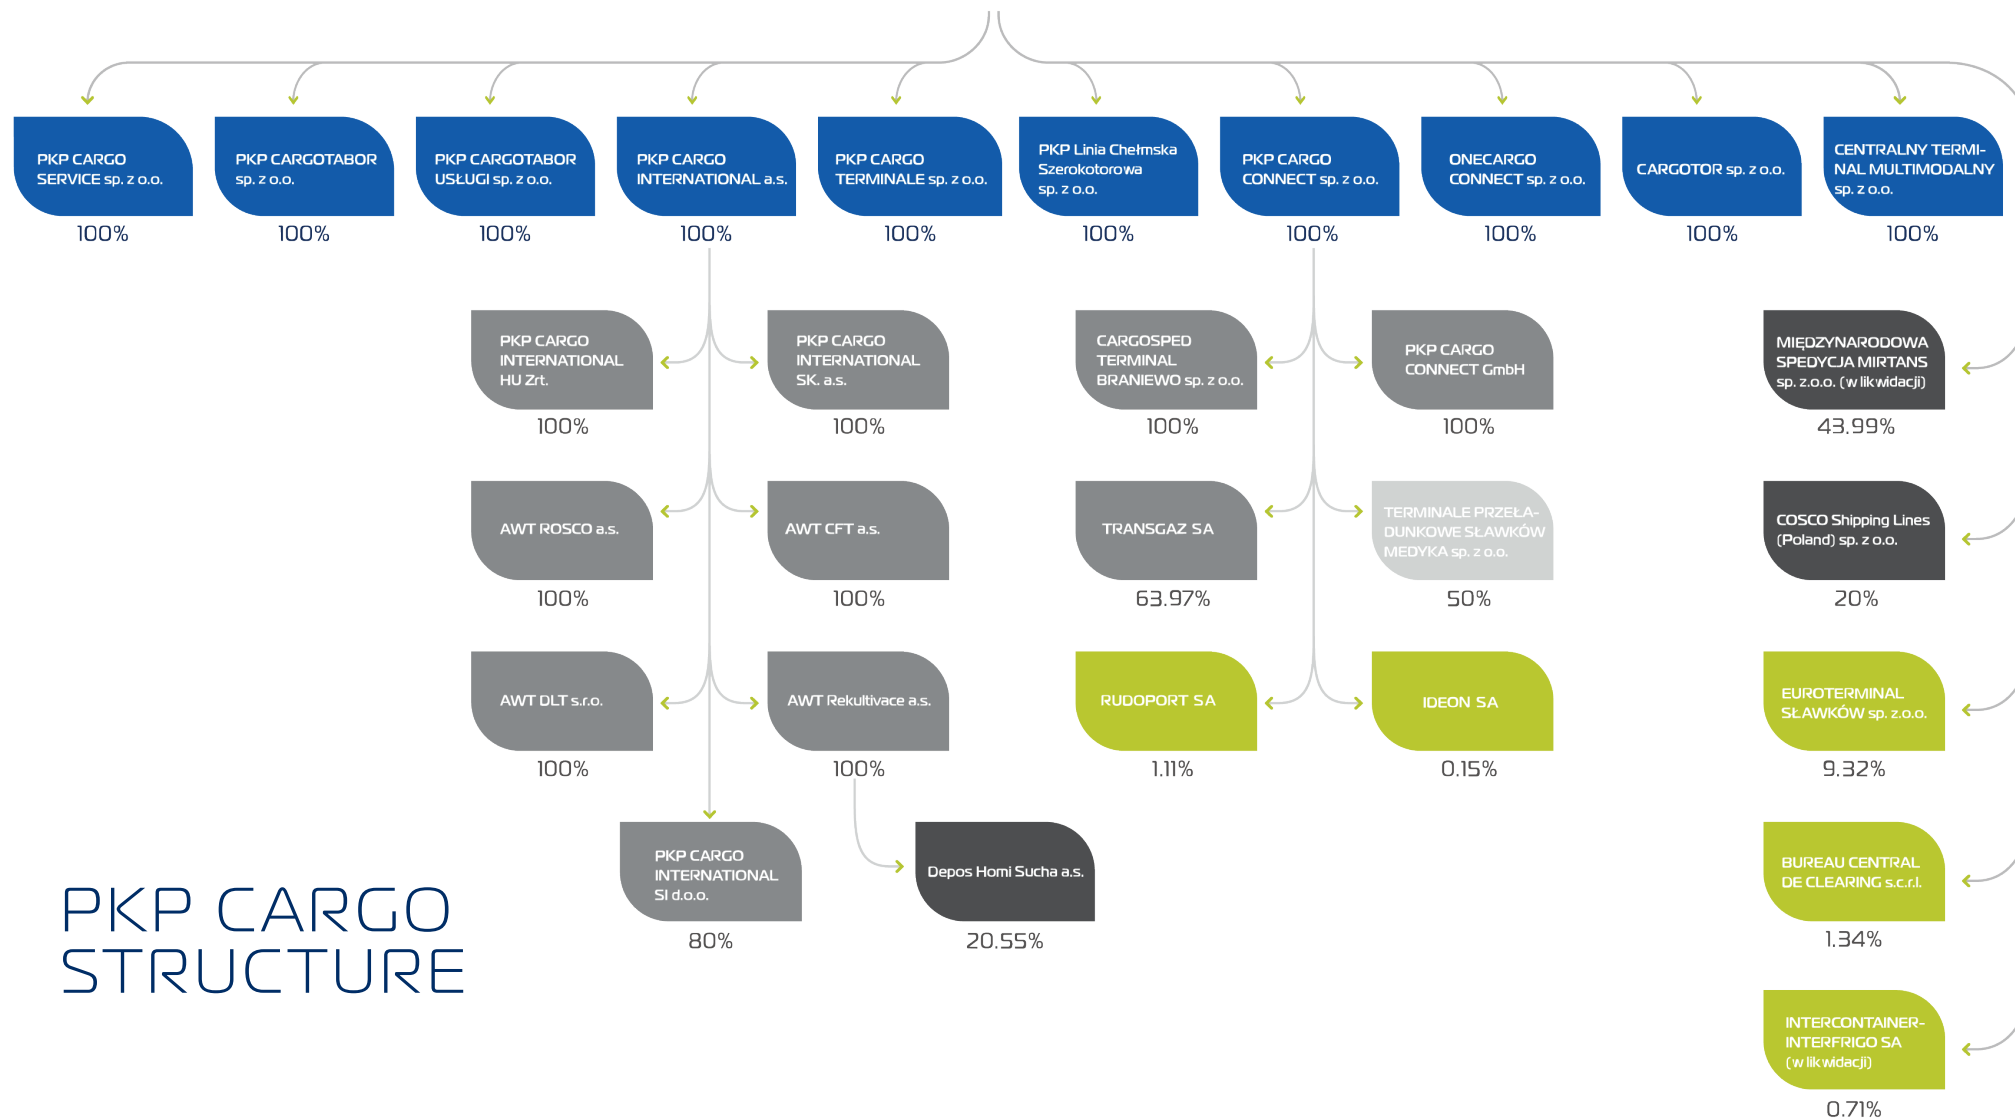 PKP CARGO
SERVICE sp. z o.o.
100%
PKP CARGOTABOR
sp. z o.o.
100%
PKP CARGOTABOR
USŁUGI sp. z o.o.
100%
PKP CARGO
INTERNATIONAL a.s.
100%
PKP CARGO
TERMINALE sp. z o.o.
100%
PKP Linia Chełmska
Szerokotorowa
sp. z o.o.
100%
PKP CARGO
CONNECT sp. z o.o.
100%
ONECARGO
CONNECT sp. z o.o.
100%
CARGOTOR sp. z o.o.
100%
CENTRALNY TERMI-
NAL MULTIMODALNY
sp. z o.o.
100%
PKP CARGO
INTERNATIONAL
HU Zrt.
100%
PKP CARGO
INTERNATIONAL
SK. a.s.
100%
CARGOSPED
TERMINAL
BRANIEWO sp. z o.o.
100%
PKP CARGO
CONNECT GmbH
100%
MIĘDZYNARODOWA
SPEDYCJA MIRTANS
sp. z.o.o. (w likwidacji)
43.99%
AWT ROSCO a.s.
100%
AWT CFT a.s.
100%
TRANSGAZ SA
63.97%
TERMINALE PRZEŁA-
DUNKOWE SŁAWKÓW
MEDYKA sp. z o.o.
50%
COSCO Shipping Lines
(Poland) sp. z o.o.
20%
AWT DLT s.r.o.
100%
AWT Rekultivace a.s.
100%
RUDOPORT SA
1.11%
IDEON SA
0.15%
EUROTERMINAL
SŁAWKÓW sp. z.o.o.
9.32%
PKP CARGO
INTERNATIONAL
SI d.o.o.
80%
Depos Homi Sucha a.s.
20.55%
BUREAU CENTRAL
DE CLEARING s.c.r.l.
1.34%
PKP CARGO
STRUCTURE
INTERCONTAINER-
INTERFRIGO SA
(w likwidacji)
0.71%